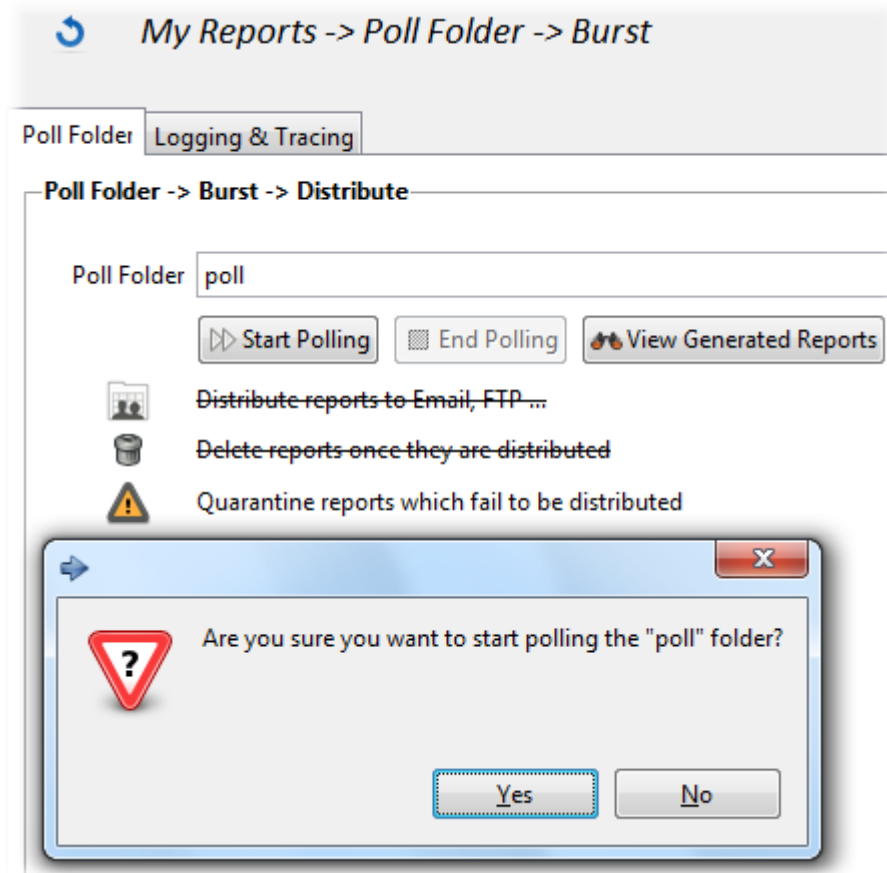 My Reports -> Poll Folder -> Burst
Poll Folder Logging & Tracing
Poll Folder -> Burst -> Distribute
Poll Folder poll
Start Polling End Polling View Generated Reports
Distribute reports to Email, FTP ...
Delete reports once they are distributed
Quarantine reports which fail to be distributed
Are you sure you want to start polling the "poll" folder?
Yes No